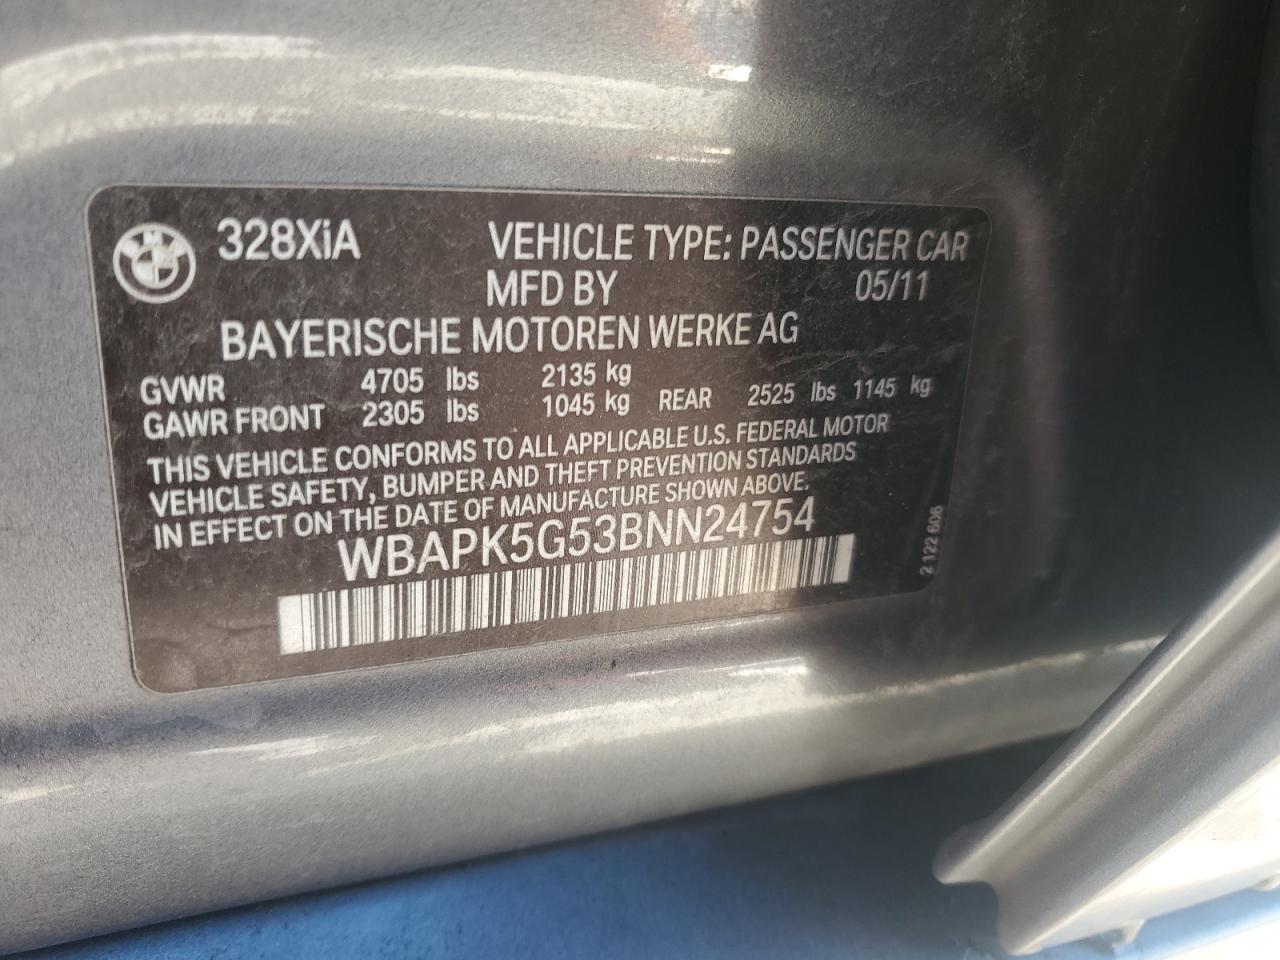 328XiA VEHICLE TYPE: PASSENGER CAR
MFD BY 05/11
BAYERISCHE MOTOREN WERKE AG
GVWR 4705 lbs 2135 kg
GAWR FRONT 2305 lbs 1045 kg REAR 2525 lbs 1145 kg
THIS VEHICLE CONFORMS TO ALL APPLICABLE U.S. FEDERAL MOTOR
VEHICLE SAFETY, BUMPER AND THEFT PREVENTION STANDARDS
IN EFFECT ON THE DATE OF MANUFACTURE SHOWN ABOVE.
WBAPK5G53BNN24754
2 122 606